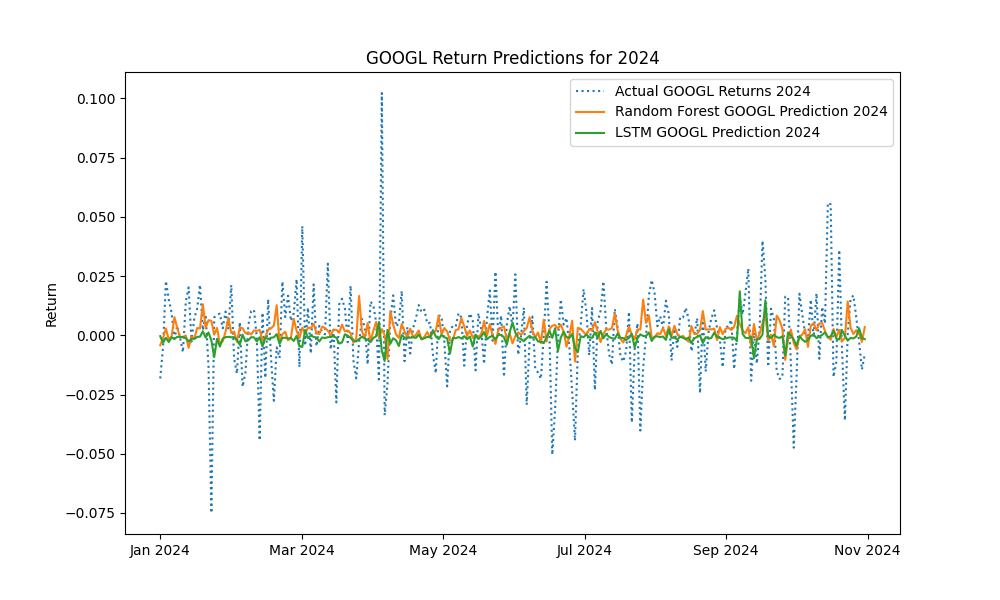 GOOGL Return Predictions for 2024
Actual GOOGL Returns 2024
Random Forest GOOGL Prediction 2024
LSTM GOOGL Prediction 2024
Return
0.100
0.075
0.050
0.025
0.000
−0.025
−0.050
−0.075
Jan 2024 Mar 2024 May 2024 Jul 2024 Sep 2024 Nov 2024